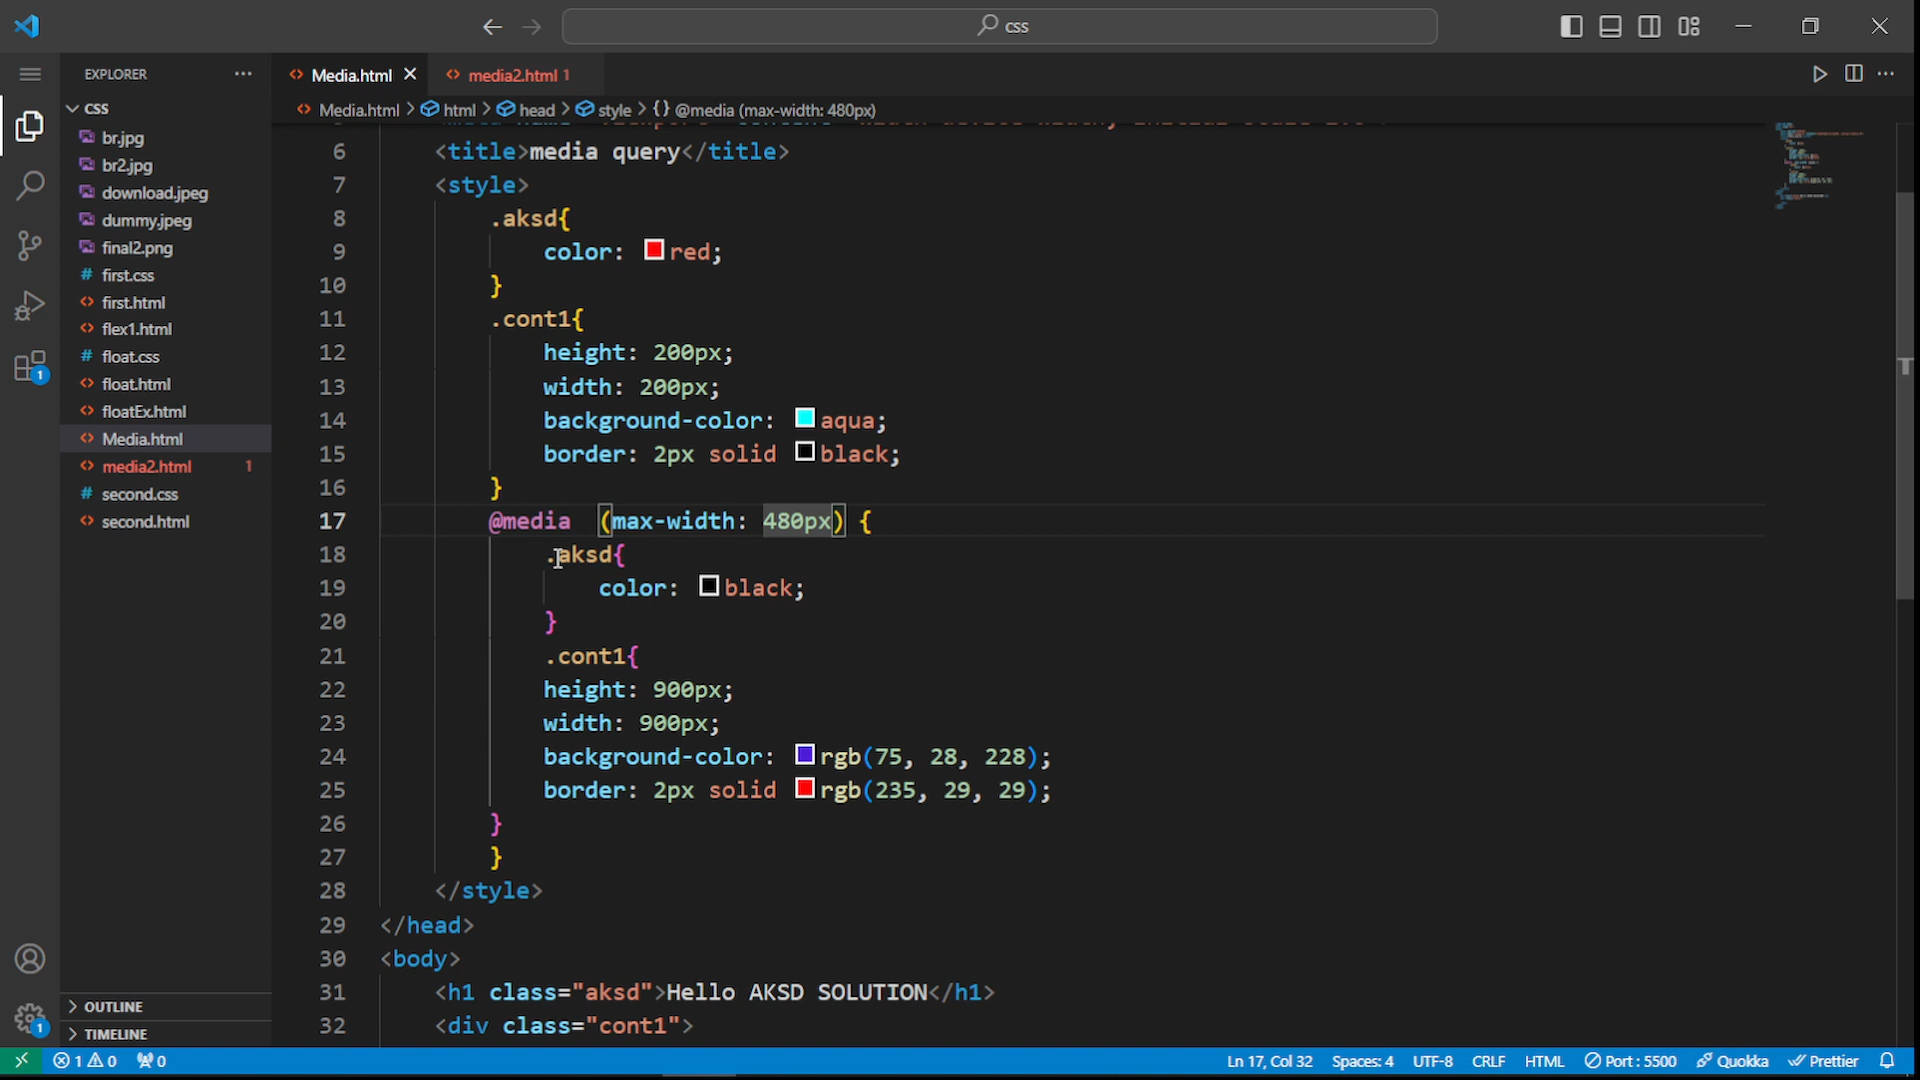 css
EXPLORER ···
Media.html
media2.html 1
Media.html > html > head > style > {} @media (max-width: 480px)
CSS
br.jpg
br2.jpg
download.jpeg
dummy.jpeg
final2.png
# first.css
<> first.html
<> flex1.html
# float.css
<> float.html
<> floatEx.html
<> Media.html
<> media2.html 1
# second.css
<> second.html
OUTLINE
TIMELINE
1
1
6 <title>media query</title>
7 <style>
8 .aksd{
9 color: red;
10 }
11 .cont1{
12 height: 200px;
13 width: 200px;
14 background-color: aqua;
15 border: 2px solid black;
16 }
17 @media  (max-width: 480px) {
18 .aksd{
19 color: black;
20 }
21 .cont1{
22 height: 900px;
23 width: 900px;
24 background-color: rgb(75, 28, 228);
25 border: 2px solid rgb(235, 29, 29);
26 }
27 }
28 </style>
29 </head>
30 <body>
31 <h1 class="aksd">Hello AKSD SOLUTION</h1>
32 <div class="cont1">
1 0 0 Ln 17, Col 32 Spaces: 4 UTF-8 CRLF HTML Port : 5500 Quokka Prettier